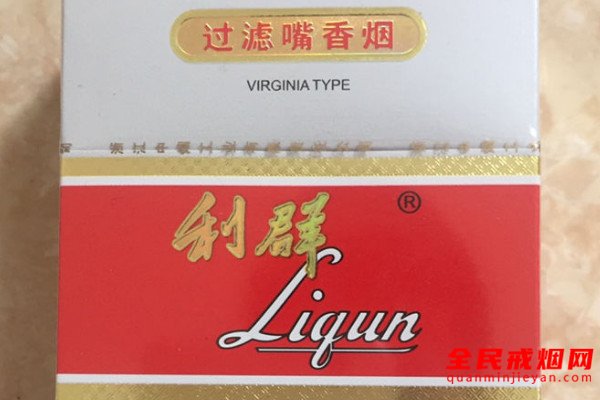 过滤嘴香烟
VIRGINIA TYPE
利群
®
Liqun
全民戒烟网
quanminjieyan.com